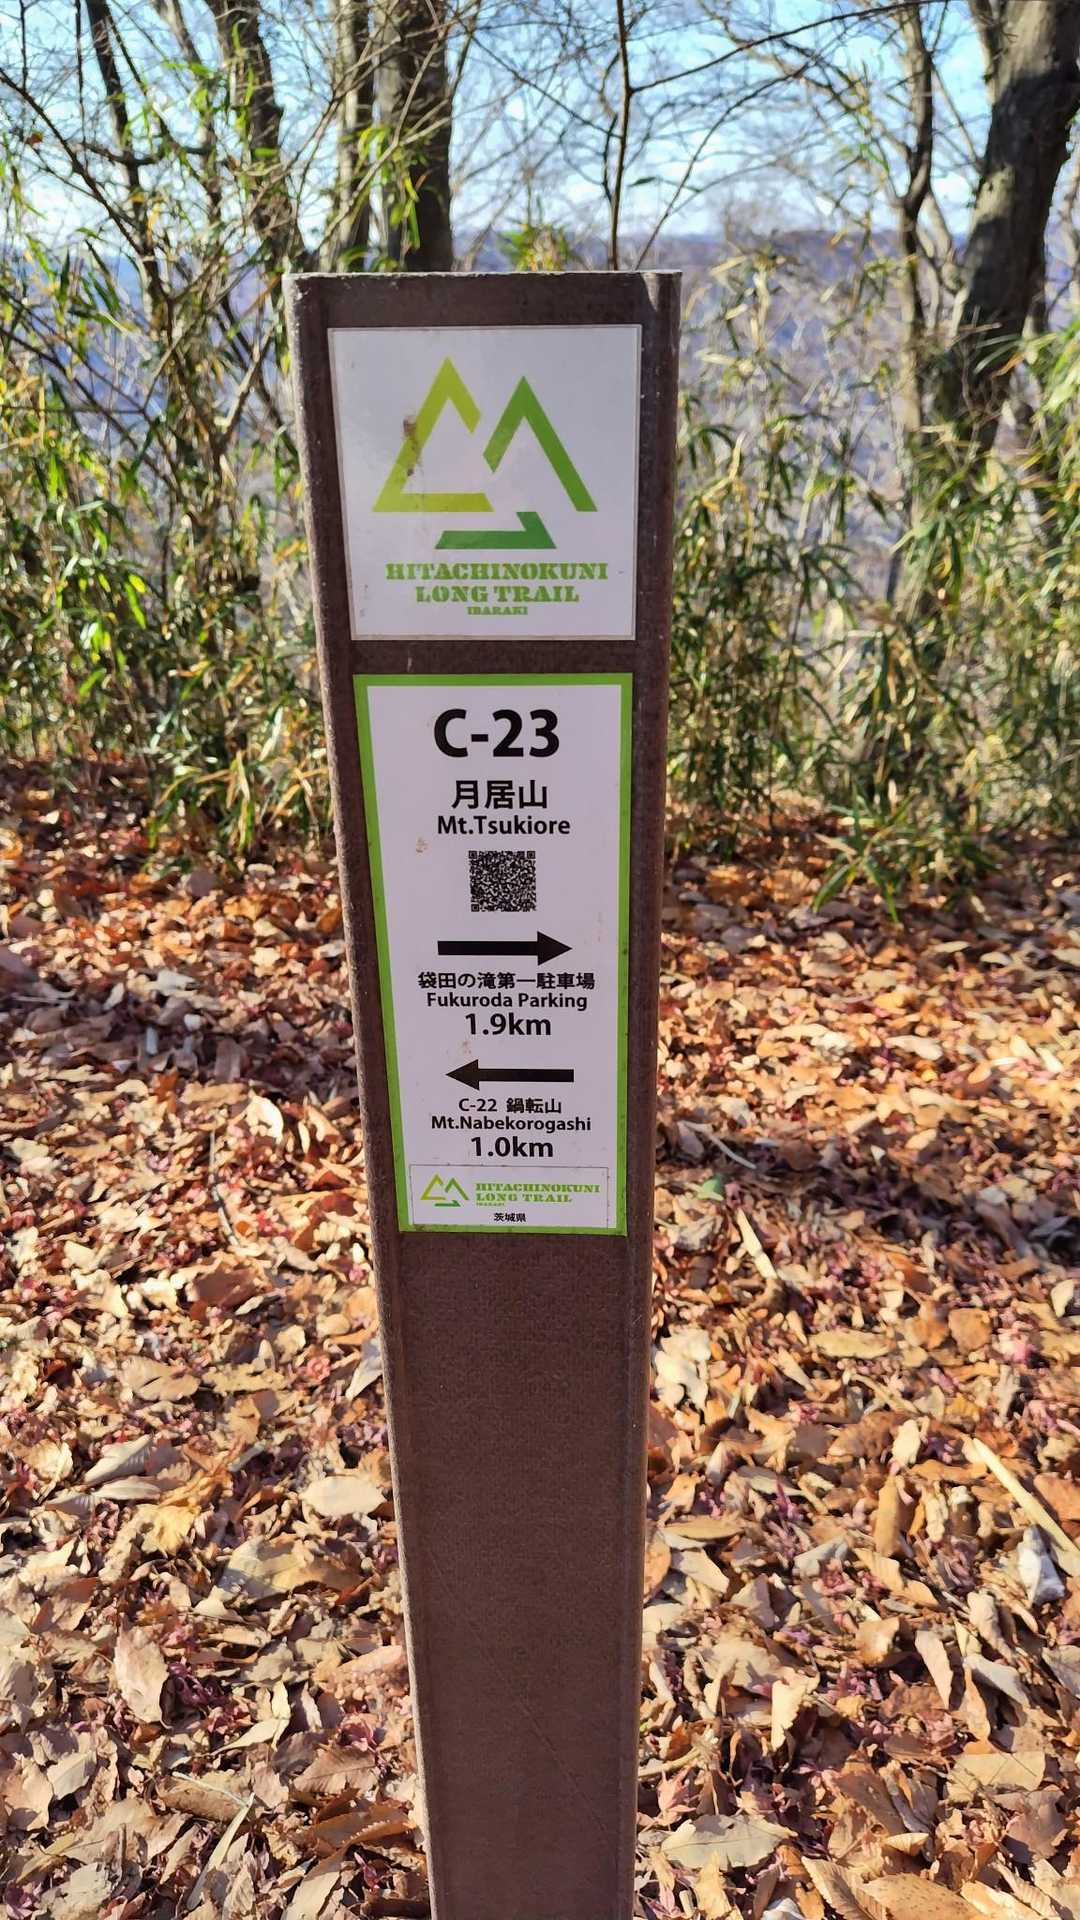 HITACHINOKUNI
LONG TRAIL
IBARAKI
C-23
月居山
Mt.Tsukiore
袋田の滝第一駐車場
Fukuroda Parking
1.9km
C-22 鍋転山
Mt.Nabekorogashi
1.0km
HITACHINOKUNI
LONG TRAIL
IBARAKI
茨城県